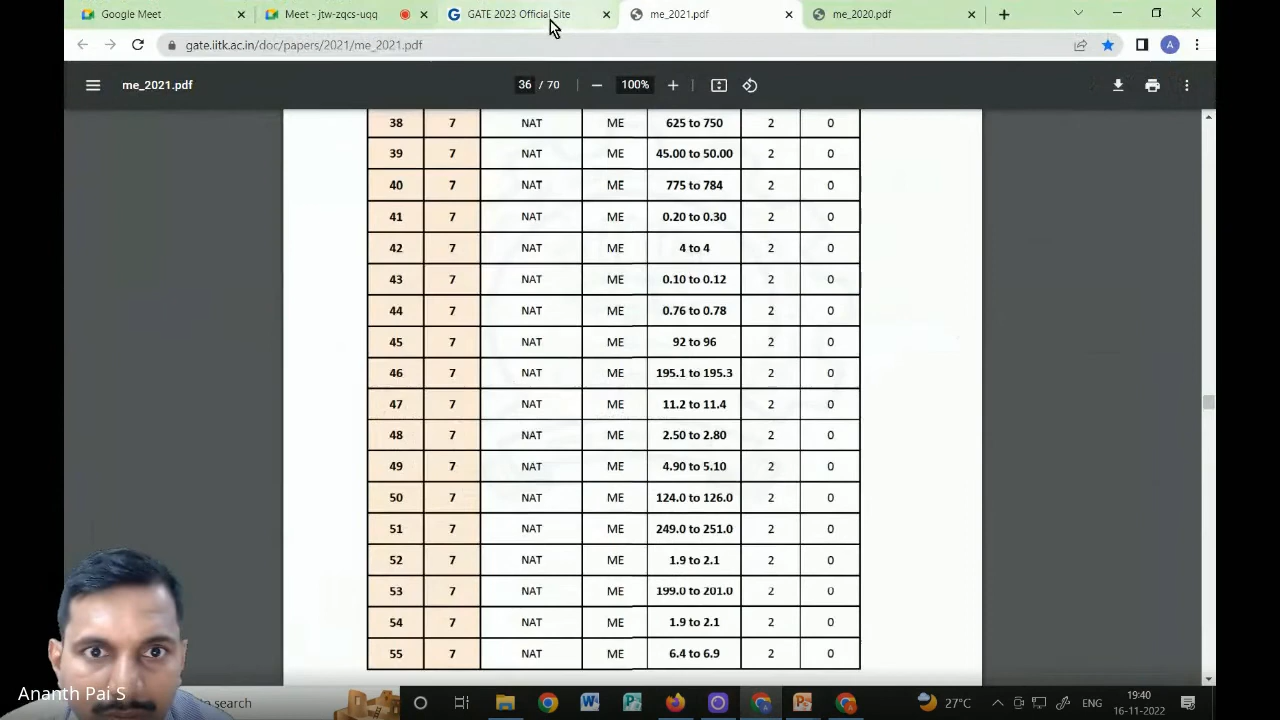 Google Meet
Meet - jtw-zqcs-uqq
GATE 2023 Official Site
me_2021.pdf
me_2020.pdf
gate.iitk.ac.in/doc/papers/2021/me_2021.pdf
A
me_2021.pdf
36 / 70
100%
38 7 NAT ME 625 to 750 2 0
39 7 NAT ME 45.00 to 50.00 2 0
40 7 NAT ME 775 to 784 2 0
41 7 NAT ME 0.20 to 0.30 2 0
42 7 NAT ME 4 to 4 2 0
43 7 NAT ME 0.10 to 0.12 2 0
44 7 NAT ME 0.76 to 0.78 2 0
45 7 NAT ME 92 to 96 2 0
46 7 NAT ME 195.1 to 195.3 2 0
47 7 NAT ME 11.2 to 11.4 2 0
48 7 NAT ME 2.50 to 2.80 2 0
49 7 NAT ME 4.90 to 5.10 2 0
50 7 NAT ME 124.0 to 126.0 2 0
51 7 NAT ME 249.0 to 251.0 2 0
52 7 NAT ME 1.9 to 2.1 2 0
53 7 NAT ME 199.0 to 201.0 2 0
54 7 NAT ME 1.9 to 2.1 2 0
55 7 NAT ME 6.4 to 6.9 2 0
Ananth Pai S
search
27°C
ENG
19:40
16-11-2022